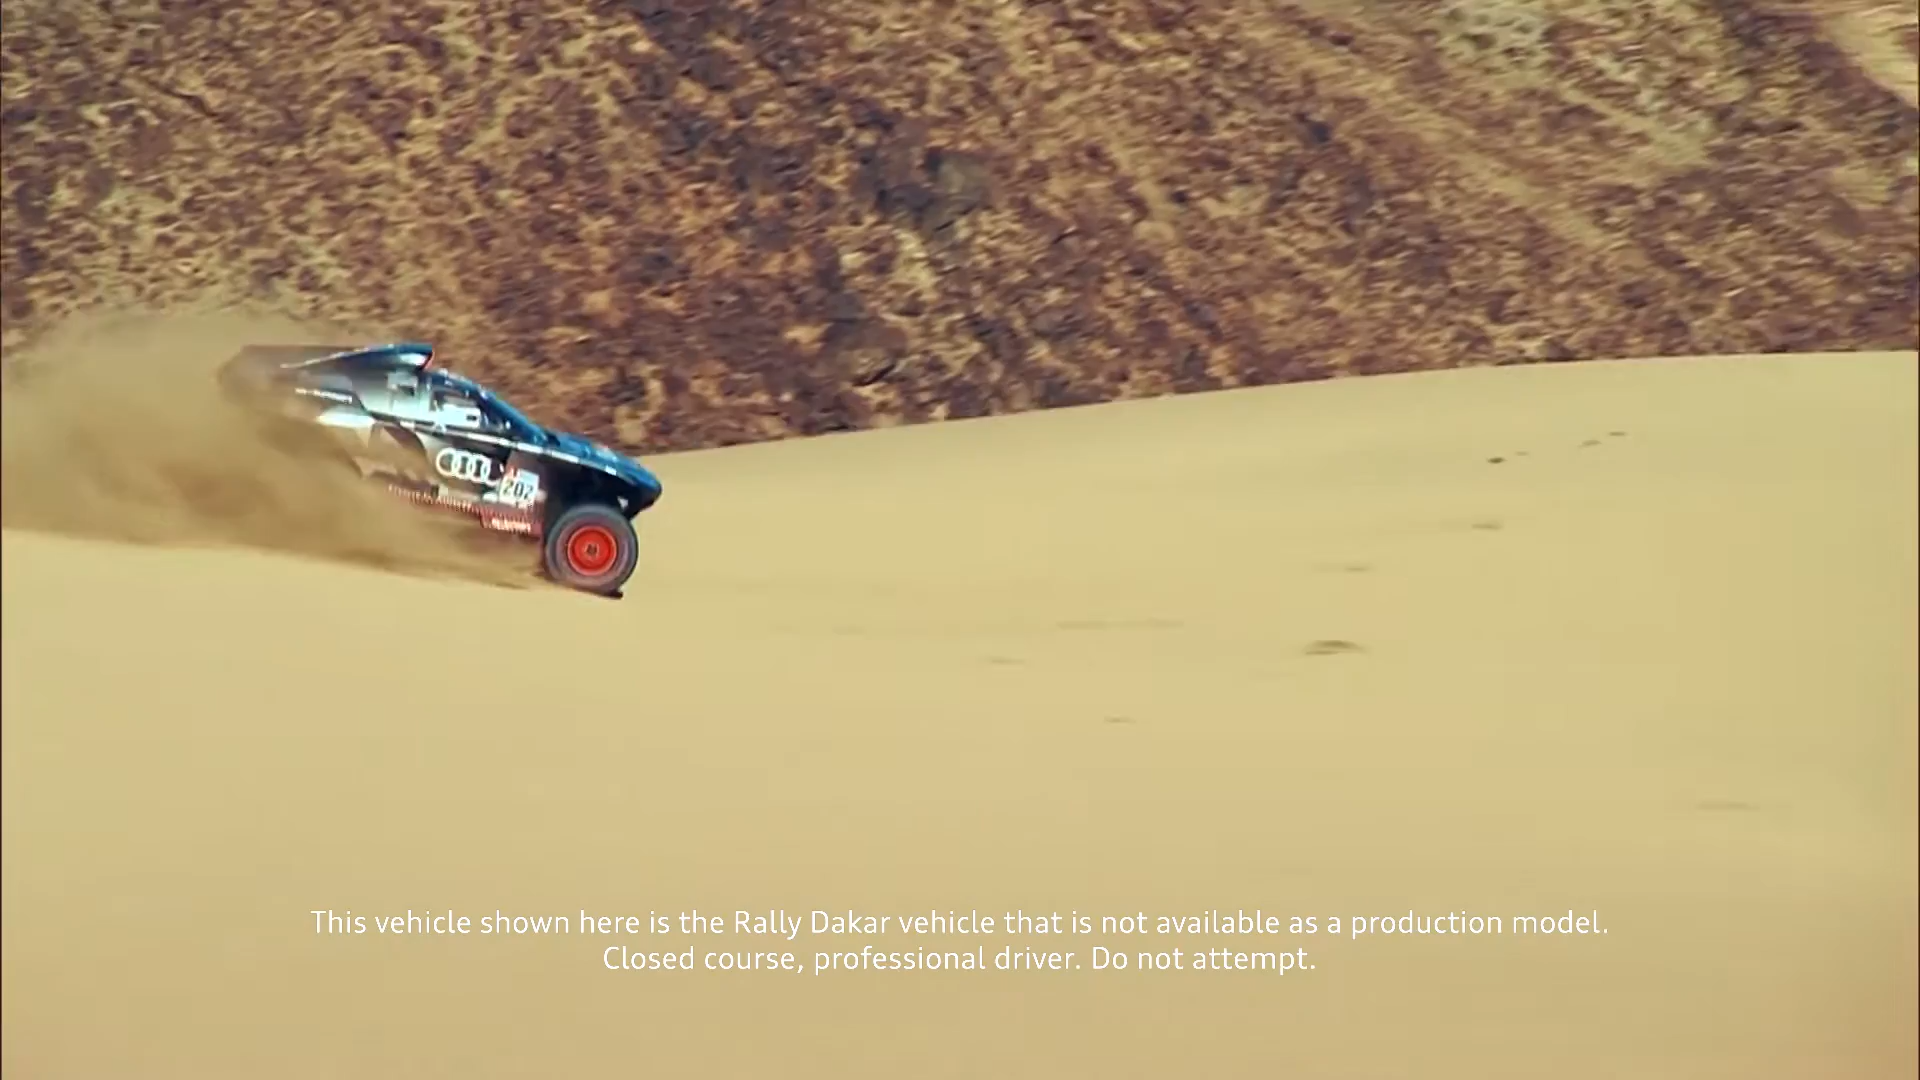 202
This vehicle shown here is the Rally Dakar vehicle that is not available as a production model.
Closed course, professional driver. Do not attempt.